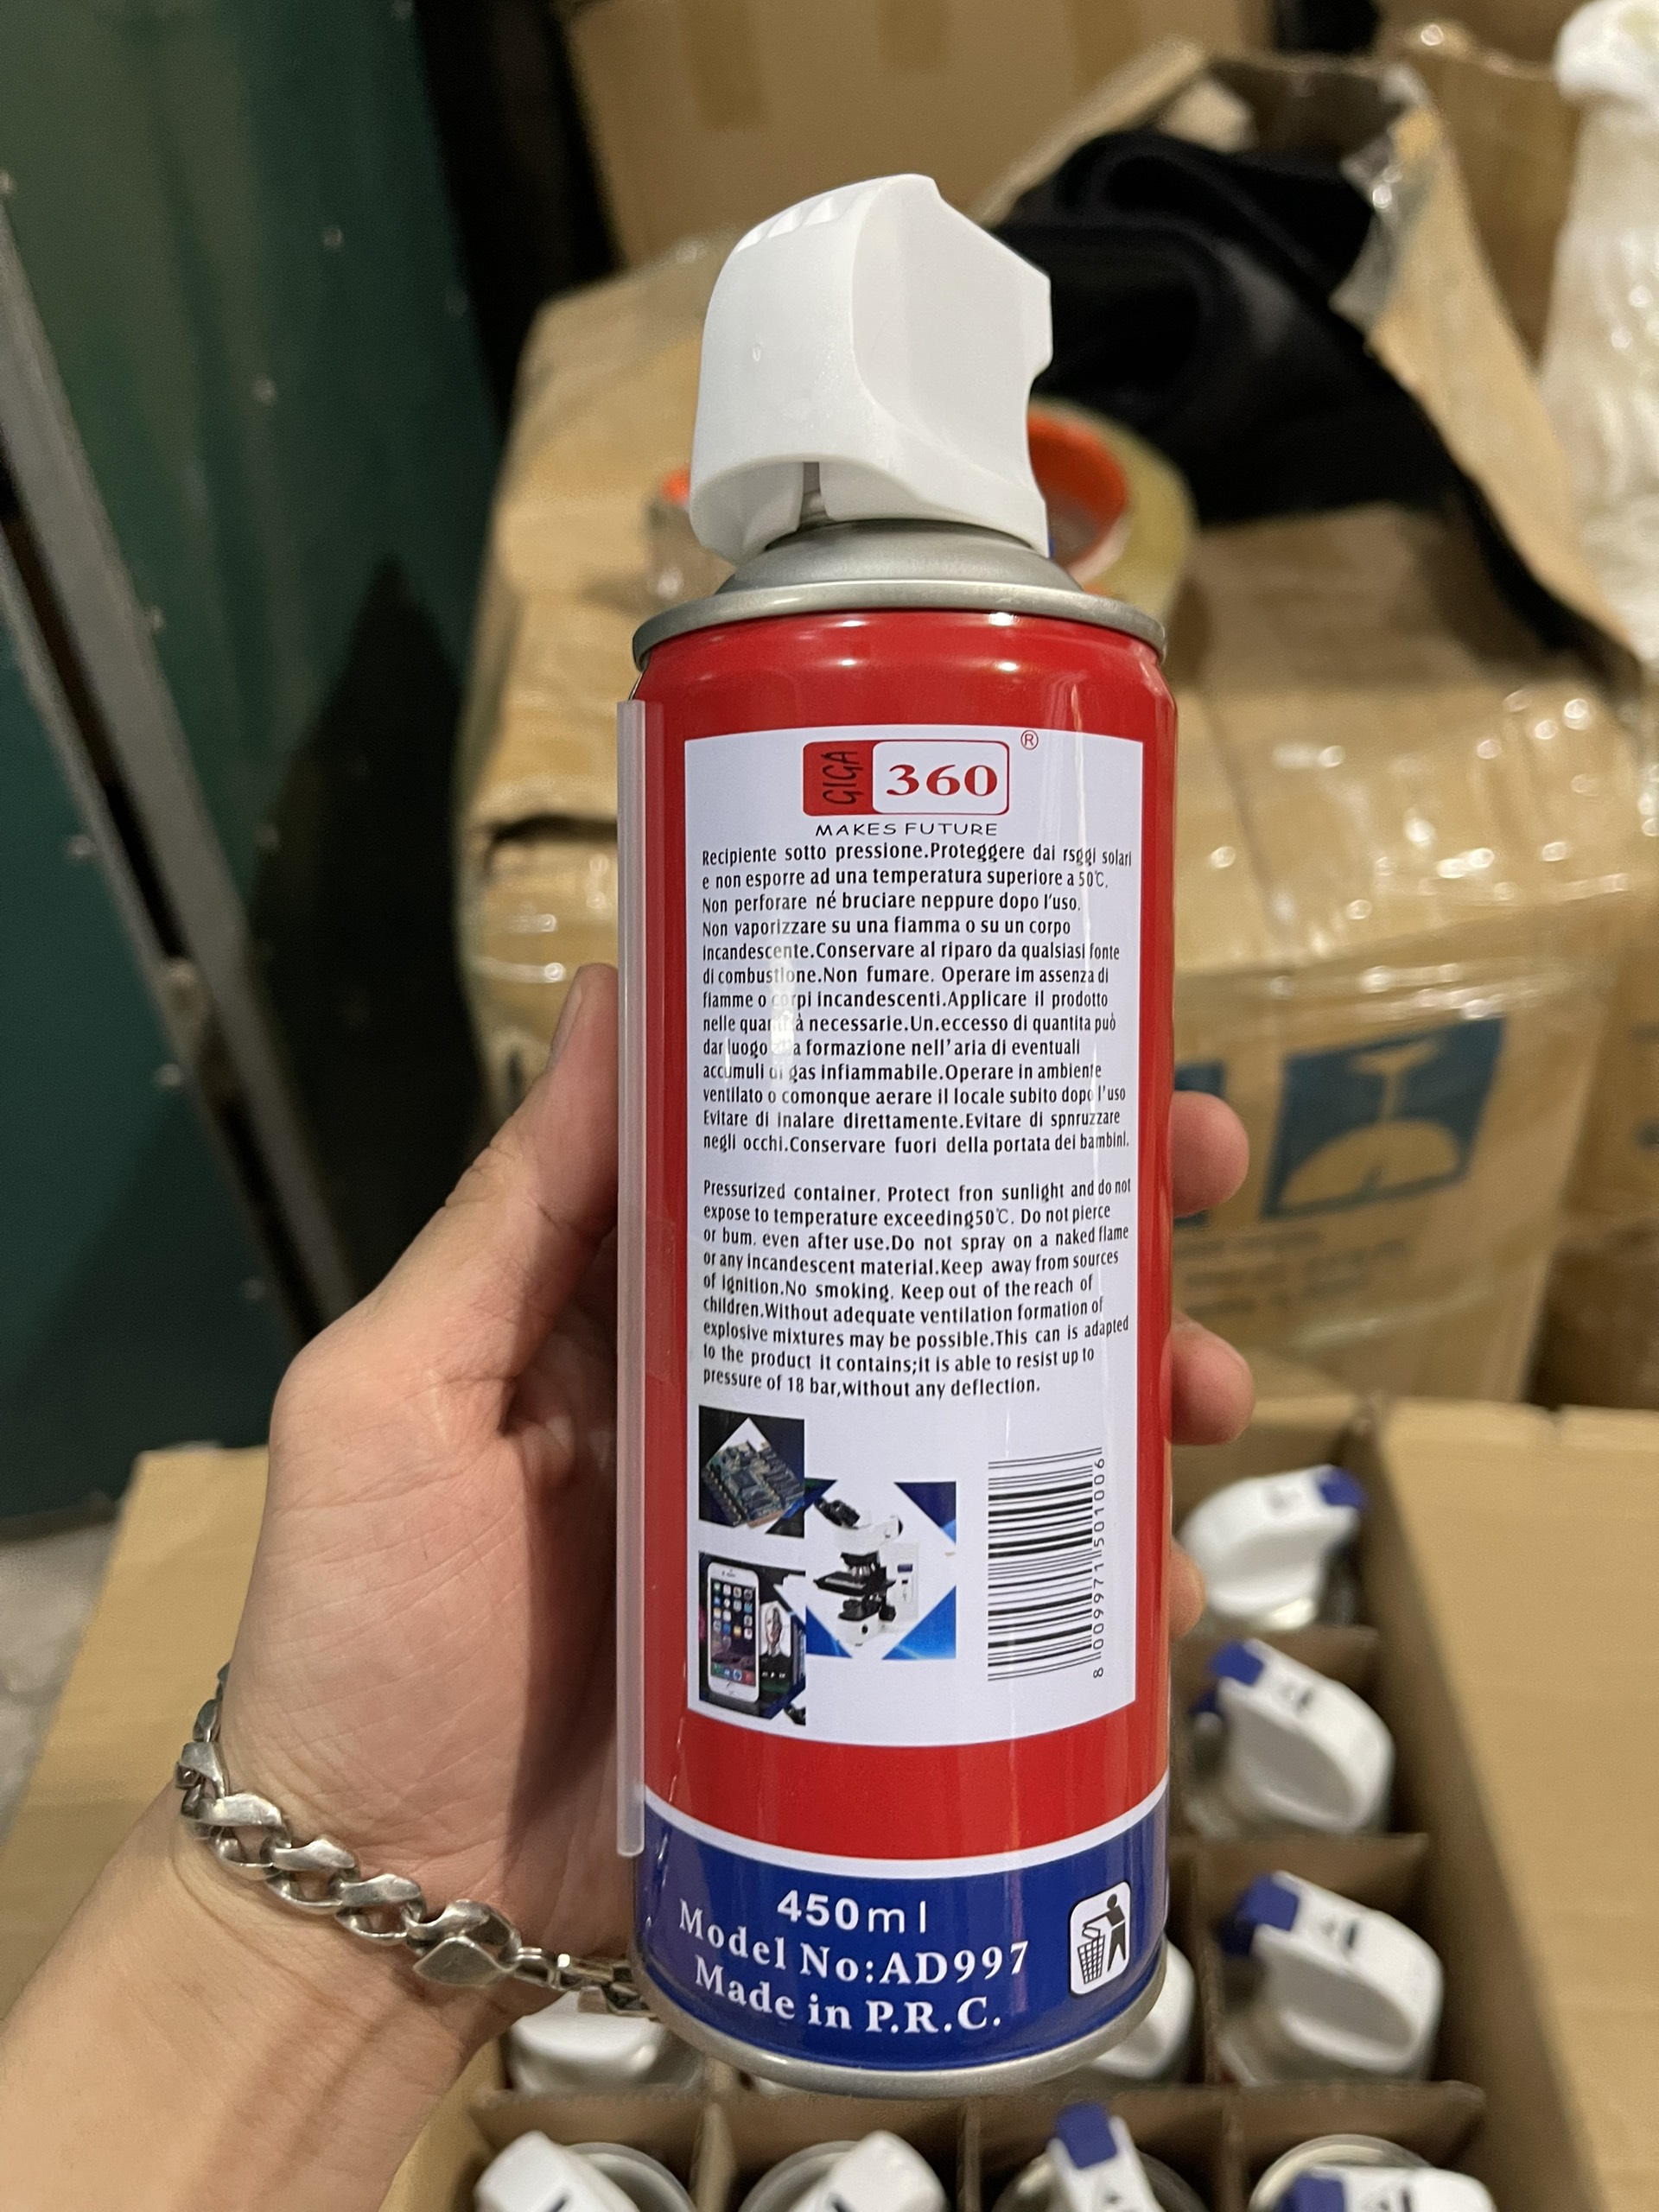 GIGA 360 ®
MAKES FUTURE
Recipiente sotto pressione.Proteggere dai rsggi solari
e non esporre ad una temperatura superiore a 50℃.
Non perforare né bruciare neppure dopo l'uso.
Non vaporizzare su una fiamma o su un corpo
incandescente.Conservare al riparo da qualsiasi fonte
di combustione.Non fumare. Operare im assenza di
fiamme o corpi incandescenti.Applicare il prodotto
nelle quantità necessarie.Un.eccesso di quantita può
dar luogo alla formazione nell'aria di eventuali
accumuli di gas infiammabile.Operare in ambiente
ventilato o comonque aerare il locale subito dopo l'uso
Evitare di inalare direttamente.Evitare di spnruzzare
negli occhi.Conservare fuori della portata dei bambini.
Pressurized container. Protect fron sunlight and do not
expose to temperature exceeding50℃. Do not pierce
or bum. even after use.Do not spray on a naked flame
or any incandescent material.Keep away from sources
of ignition.No smoking. Keep out of the reach of
children.Without adequate ventilation formation of
explosive mixtures may be possible.This can is adapted
to the product it contains;it is able to resist up to
pressure of 18 bar,without any deflection.
8 009971 501006
450ml
Model No:AD997
Made in P.R.C.